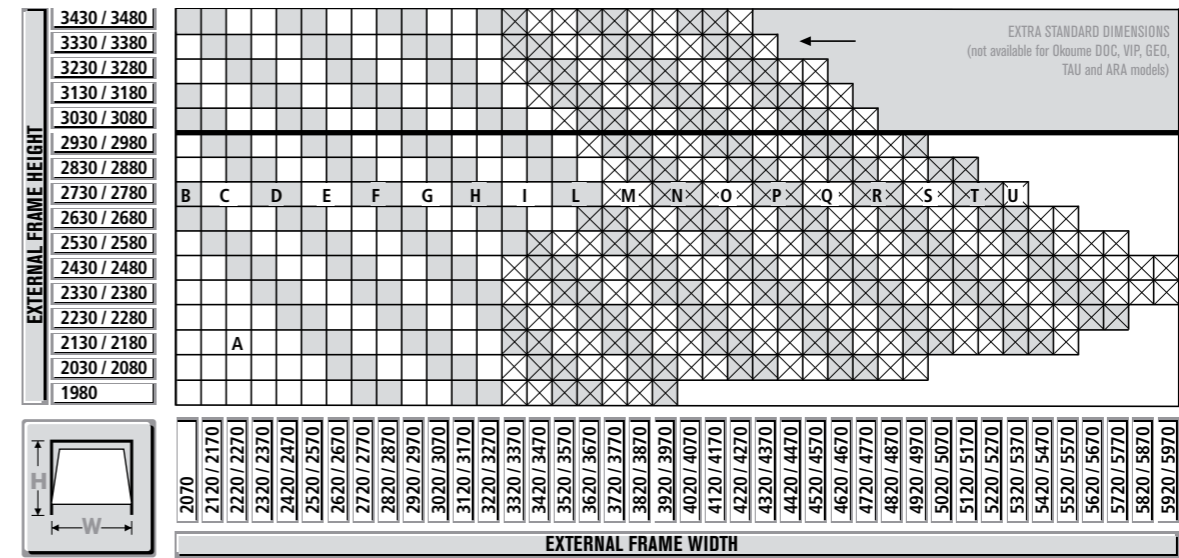 EXTERNAL FRAME HEIGHT
3430 / 3480
3330 / 3380
3230 / 3280
3130 / 3180
3030 / 3080
2930 / 2980
2830 / 2880
2730 / 2780
2630 / 2680
2530 / 2580
2430 / 2480
2330 / 2380
2230 / 2280
2130 / 2180
2030 / 2080
1980
EXTRA STANDARD DIMENSIONS
(not available for Okoume DOC, VIP, GEO,
TAU and ARA models)
B C D E F G H I L M N O P Q R S T U
A
H
W
2070
2120 / 2170
2220 / 2270
2320 / 2370
2420 / 2470
2520 / 2570
2620 / 2670
2720 / 2770
2820 / 2870
2920 / 2970
3020 / 3070
3120 / 3170
3220 / 3270
3320 / 3370
3420 / 3470
3520 / 3570
3620 / 3670
3720 / 3770
3820 / 3870
3920 / 3970
4020 / 4070
4120 / 4170
4220 / 4270
4320 / 4370
4420 / 4470
4520 / 4570
4620 / 4670
4720 / 4770
4820 / 4870
4920 / 4970
5020 / 5070
5120 / 5170
5220 / 5270
5320 / 5370
5420 / 5470
5520 / 5570
5620 / 5670
5720 / 5770
5820 / 5870
5920 / 5970
EXTERNAL FRAME WIDTH